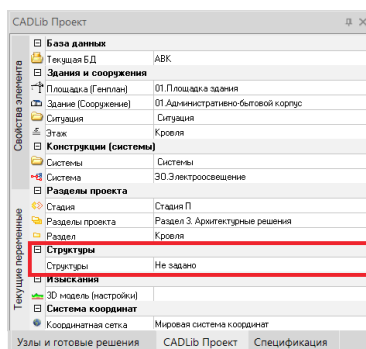 CADLib Проект
База данных
Текущая БД АВК
Здания и сооружения
Площадка (Генплан) 01.Площадка здания
Здание (Сооружение) 01.Административно-бытовой корпус
Ситуация Ситуация
Этаж Кровля
Конструкции (системы)
Системы Системы
Система ЭО.Электроосвещение
Разделы проекта
Стадия Стадия П
Разделы проекта Раздел 3. Архитектурные решения
Раздел Кровля
Структуры
Структуры Не задано
Изыскания
3D модель (настройки)
Система координат
Координатная сетка Мировая система координат
Свойства элемента
Текущие переменные
Узлы и готовые решения CADLib Проект Спецификация